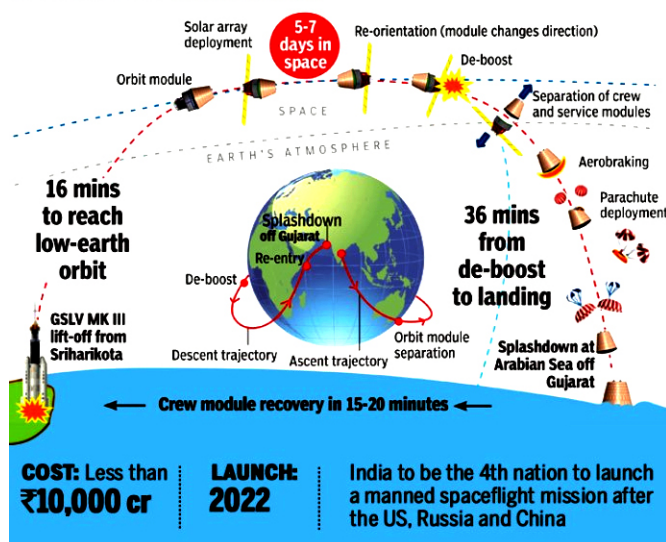 Solar array
deployment
5-7
days in
space
Re-orientation (module changes direction)
De-boost
Orbit module
SPACE
Separation of crew
and service modules
EARTH'S ATMOSPHERE
Aerobraking
16 mins
to reach
low-earth
orbit
Parachute
deployment
36 mins
from
de-boost
to landing
Splashdown
off Gujarat
Re-entry
De-boost
GSLV MK III
lift-off from
Sriharikota
Descent trajectory
Ascent trajectory
Orbit module
separation
Splashdown at
Arabian Sea off
Gujarat
Crew module recovery in 15-20 minutes
COST: Less than
₹10,000 cr
LAUNCH:
2022
India to be the 4th nation to launch
a manned spaceflight mission after
the US, Russia and China